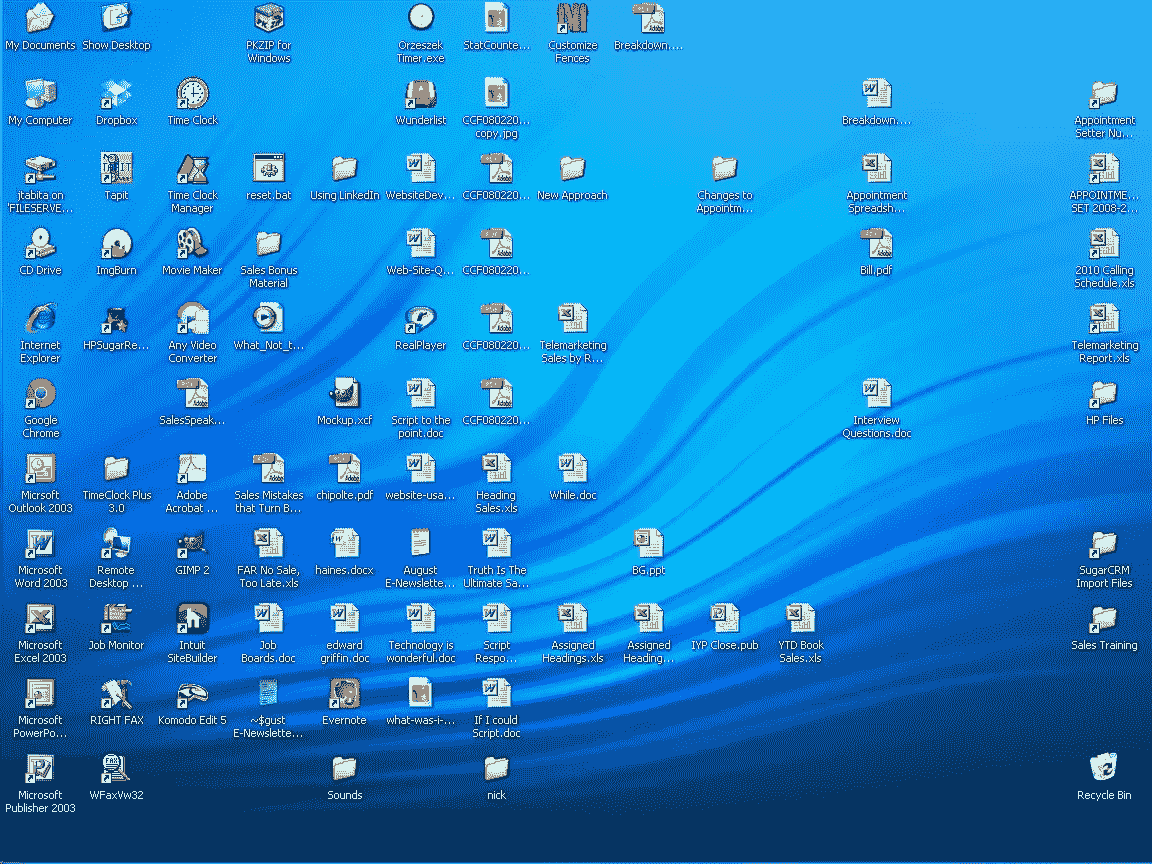 My Documents
Show Desktop
PKZIP for
Windows
Orzeszek
Timer.exe
StatCounte...
Customize
Fences
Breakdown....
My Computer
Dropbox
Time Clock
Wunderlist
CCF080220...
copy.jpg
Breakdown....
Appointment
Setter Nu...
jtabita on
'FILESERVE...
Tapit
Time Clock
Manager
reset.bat
Using LinkedIn
WebsiteDev...
CCF080220...
New Approach
Changes to
Appointm...
Appointment
Spreadsh...
APPOINTME...
SET 2008-2...
CD Drive
ImgBurn
Movie Maker
Sales Bonus
Material
Web-Site-Q...
CCF080220...
Bill.pdf
2010 Calling
Schedule.xls
Internet
Explorer
HPSugarRe...
Any Video
Converter
What_Not_t...
RealPlayer
CCF080220...
Telemarketing
Sales by R...
Telemarketing
Report.xls
Google
Chrome
SalesSpeak...
Mockup.xcf
Script to the
point.doc
CCF080220...
Interview
Questions.doc
HP Files
Microsoft
Outlook 2003
TimeClock Plus
3.0
Adobe
Acrobat ...
Sales Mistakes
that Turn B...
chipolte.pdf
website-usa...
Heading
Sales.xls
While.doc
Microsoft
Word 2003
Remote
Desktop ...
GIMP 2
FAR No Sale,
Too Late.xls
haines.docx
August
E-Newslette...
Truth Is The
Ultimate Sa...
BG.ppt
SugarCRM
Import Files
Microsoft
Excel 2003
Job Monitor
Intuit
SiteBuilder
Job
Boards.doc
edward
griffin.doc
Technology is
wonderful.doc
Script
Respo...
Assigned
Headings.xls
Assigned
Heading...
IYP Close.pub
YTD Book
Sales.xls
Sales Training
Microsoft
PowerPo...
RIGHT FAX
Komodo Edit 5
~$gust
E-Newslette...
Evernote
what-was-i-...
If I could
Script.doc
Microsoft
Publisher 2003
WFaxVw32
Sounds
nick
Recycle Bin